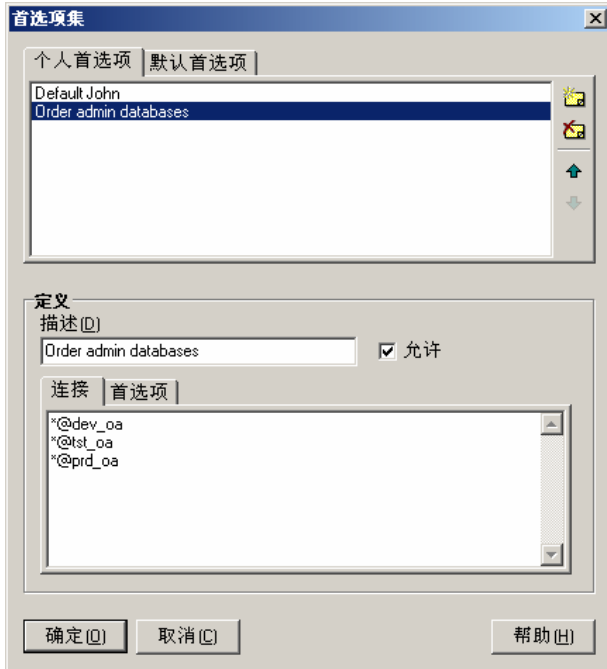 首选项集
个人首选项 默认首选项
Default John
Order admin databases
定义
描述(D)
Order admin databases 允许
连接 首选项
*@dev_oa
*@tst_oa
*@prd_oa
确定(O) 取消(C) 帮助(H)